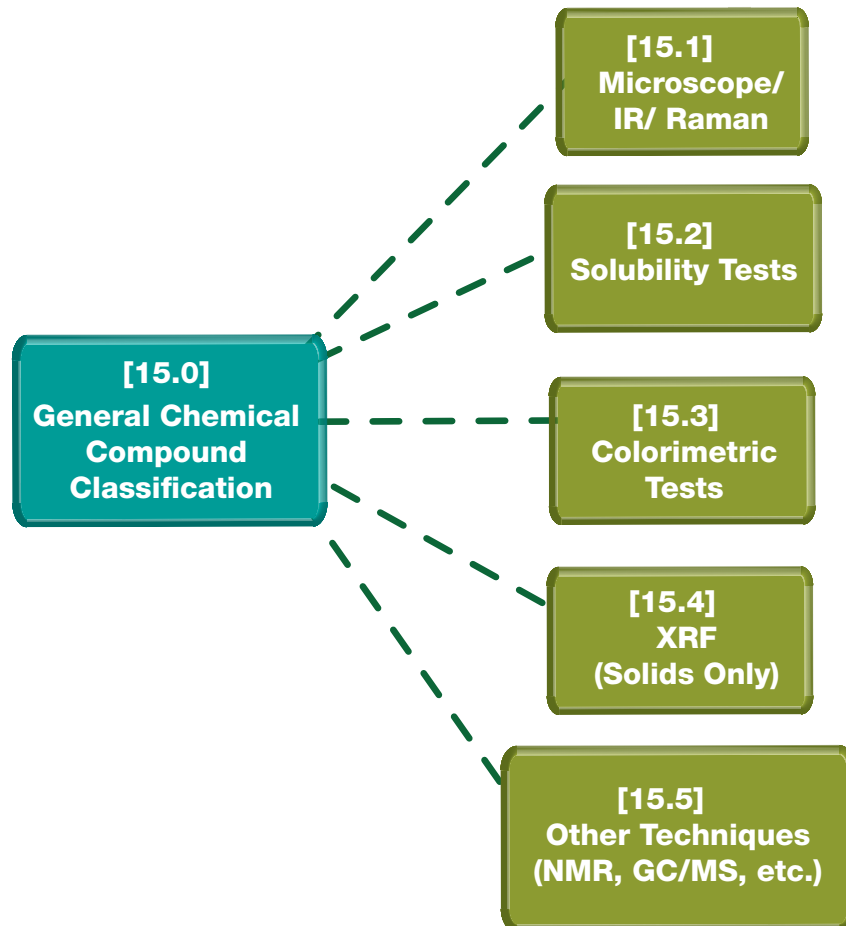 [15.1]
Microscope/
IR/ Raman
[15.2]
Solubility Tests
[15.0]
General Chemical
Compound
Classification
[15.3]
Colorimetric
Tests
[15.4]
XRF
(Solids Only)
[15.5]
Other Techniques
(NMR, GC/MS, etc.)